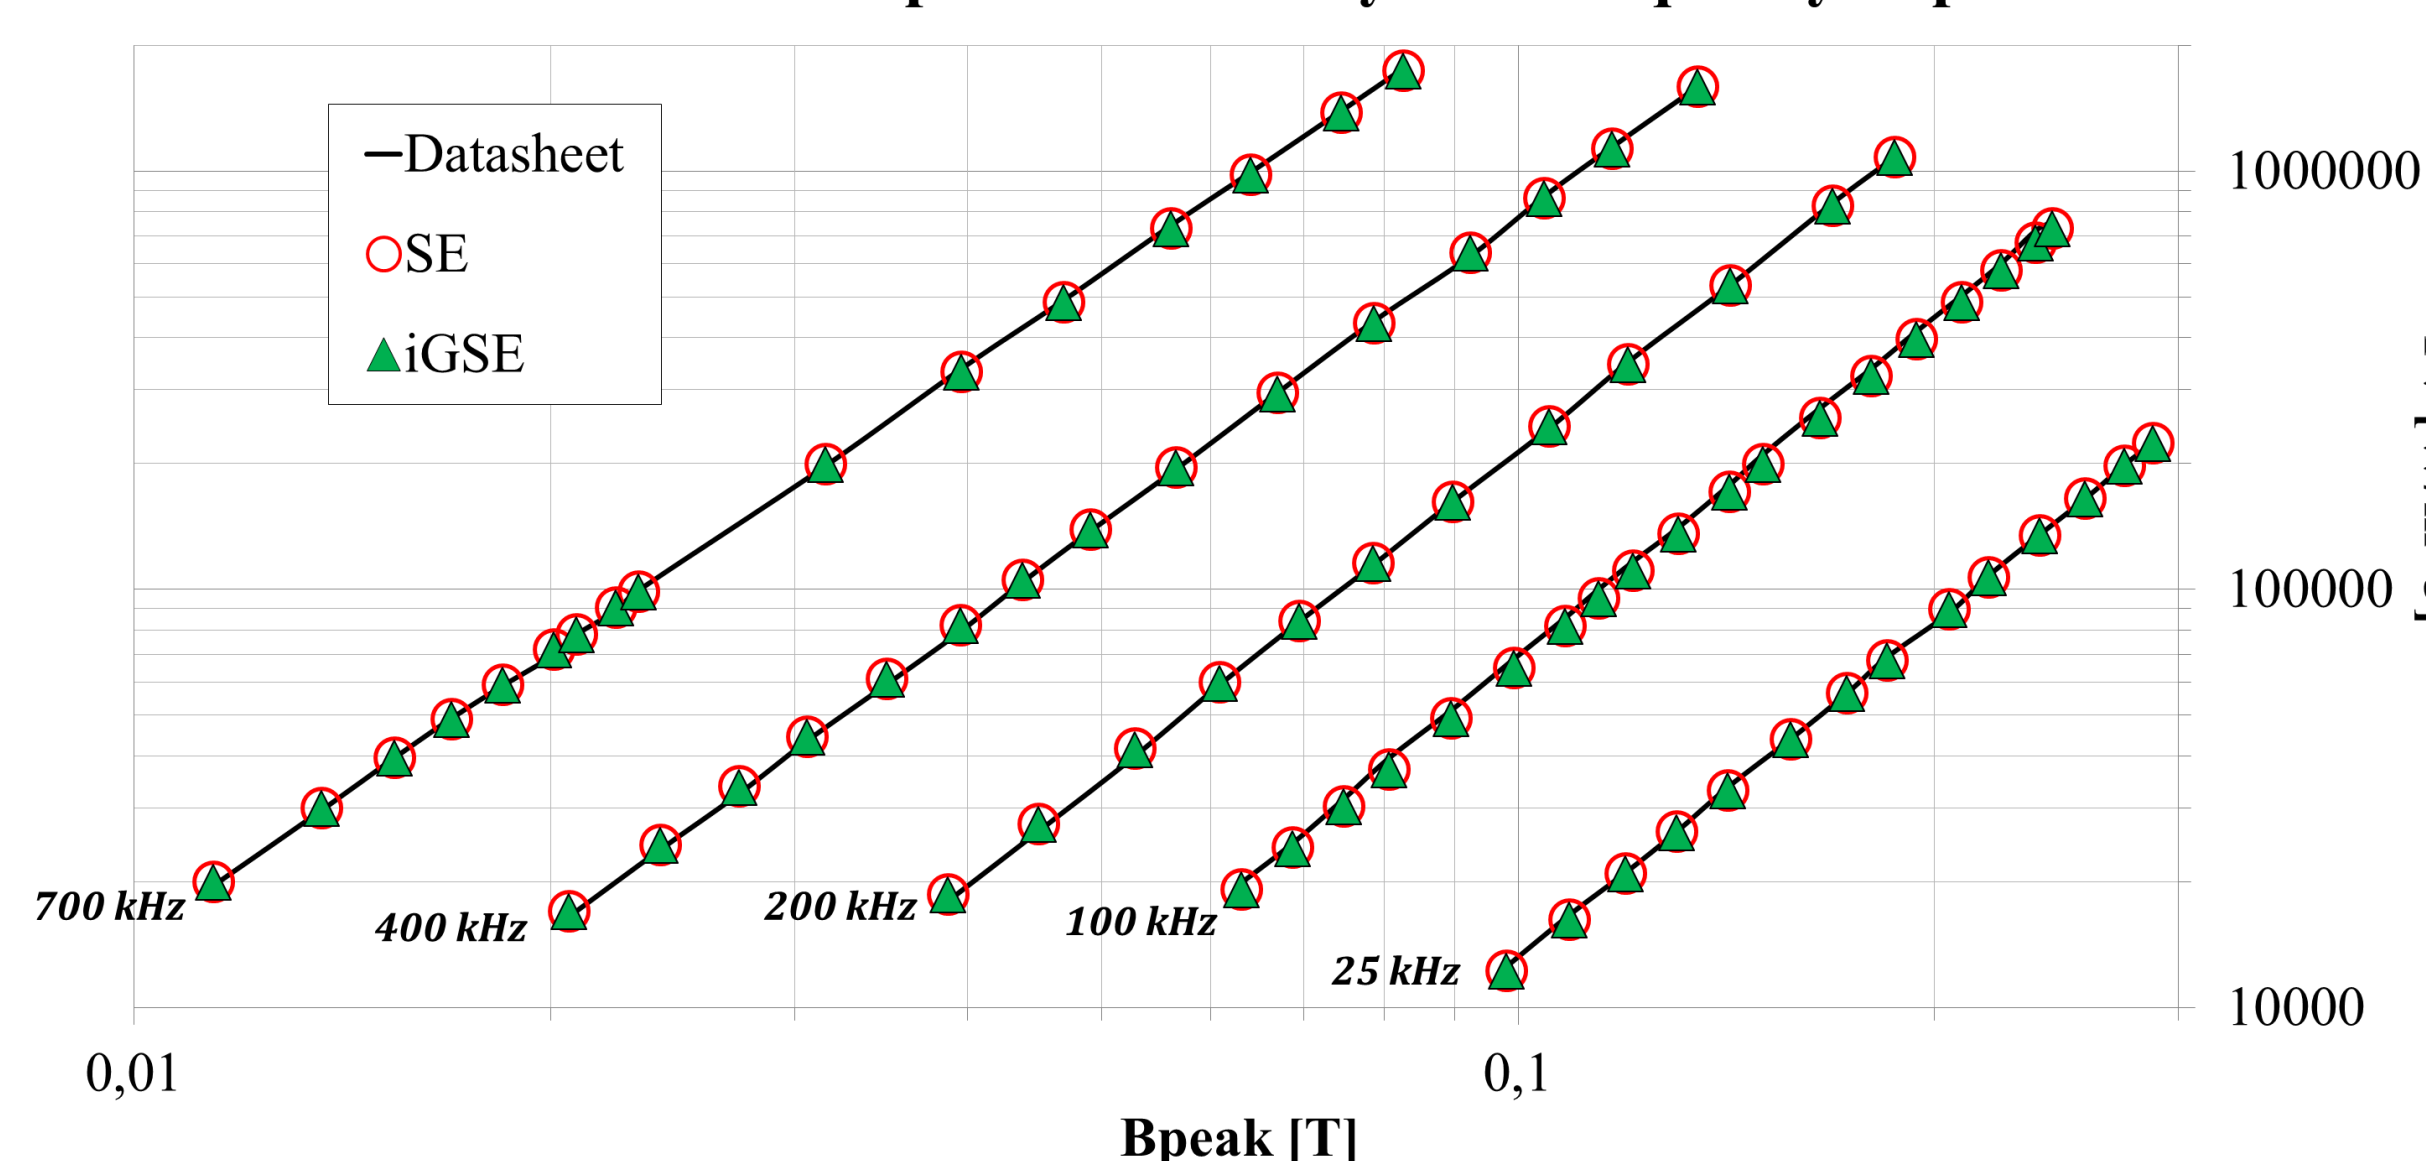 Datasheet
SE
iGSE
1000000
100000
10000
700 kHz
400 kHz
200 kHz
100 kHz
25 kHz
0,01
0,1
Bpeak [T]